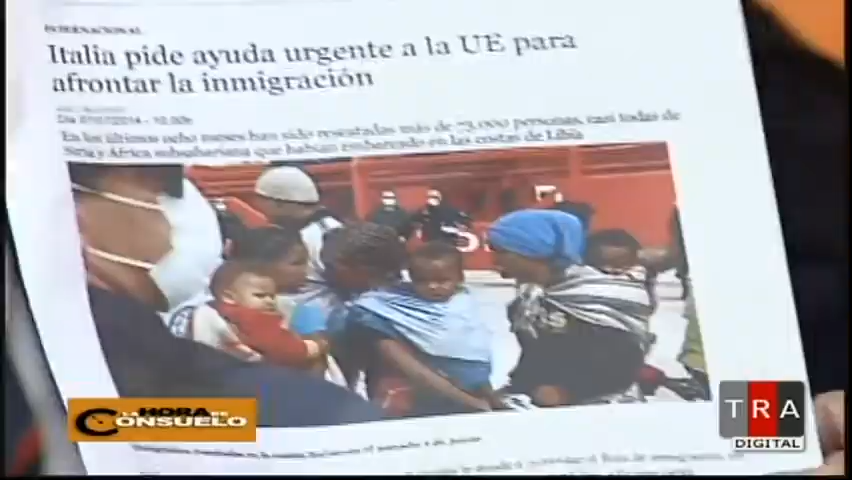 INTERNACIONAL
Italia pide ayuda urgente a la UE para
afrontar la inmigración
En los últimos ocho meses han sido rescatadas más de 73.000 personas, casi todas de
Siria y África subsahariana que habían embarcado en las costas de Libia
LA HORA DE
CONSUELO
TRA
DIGITAL